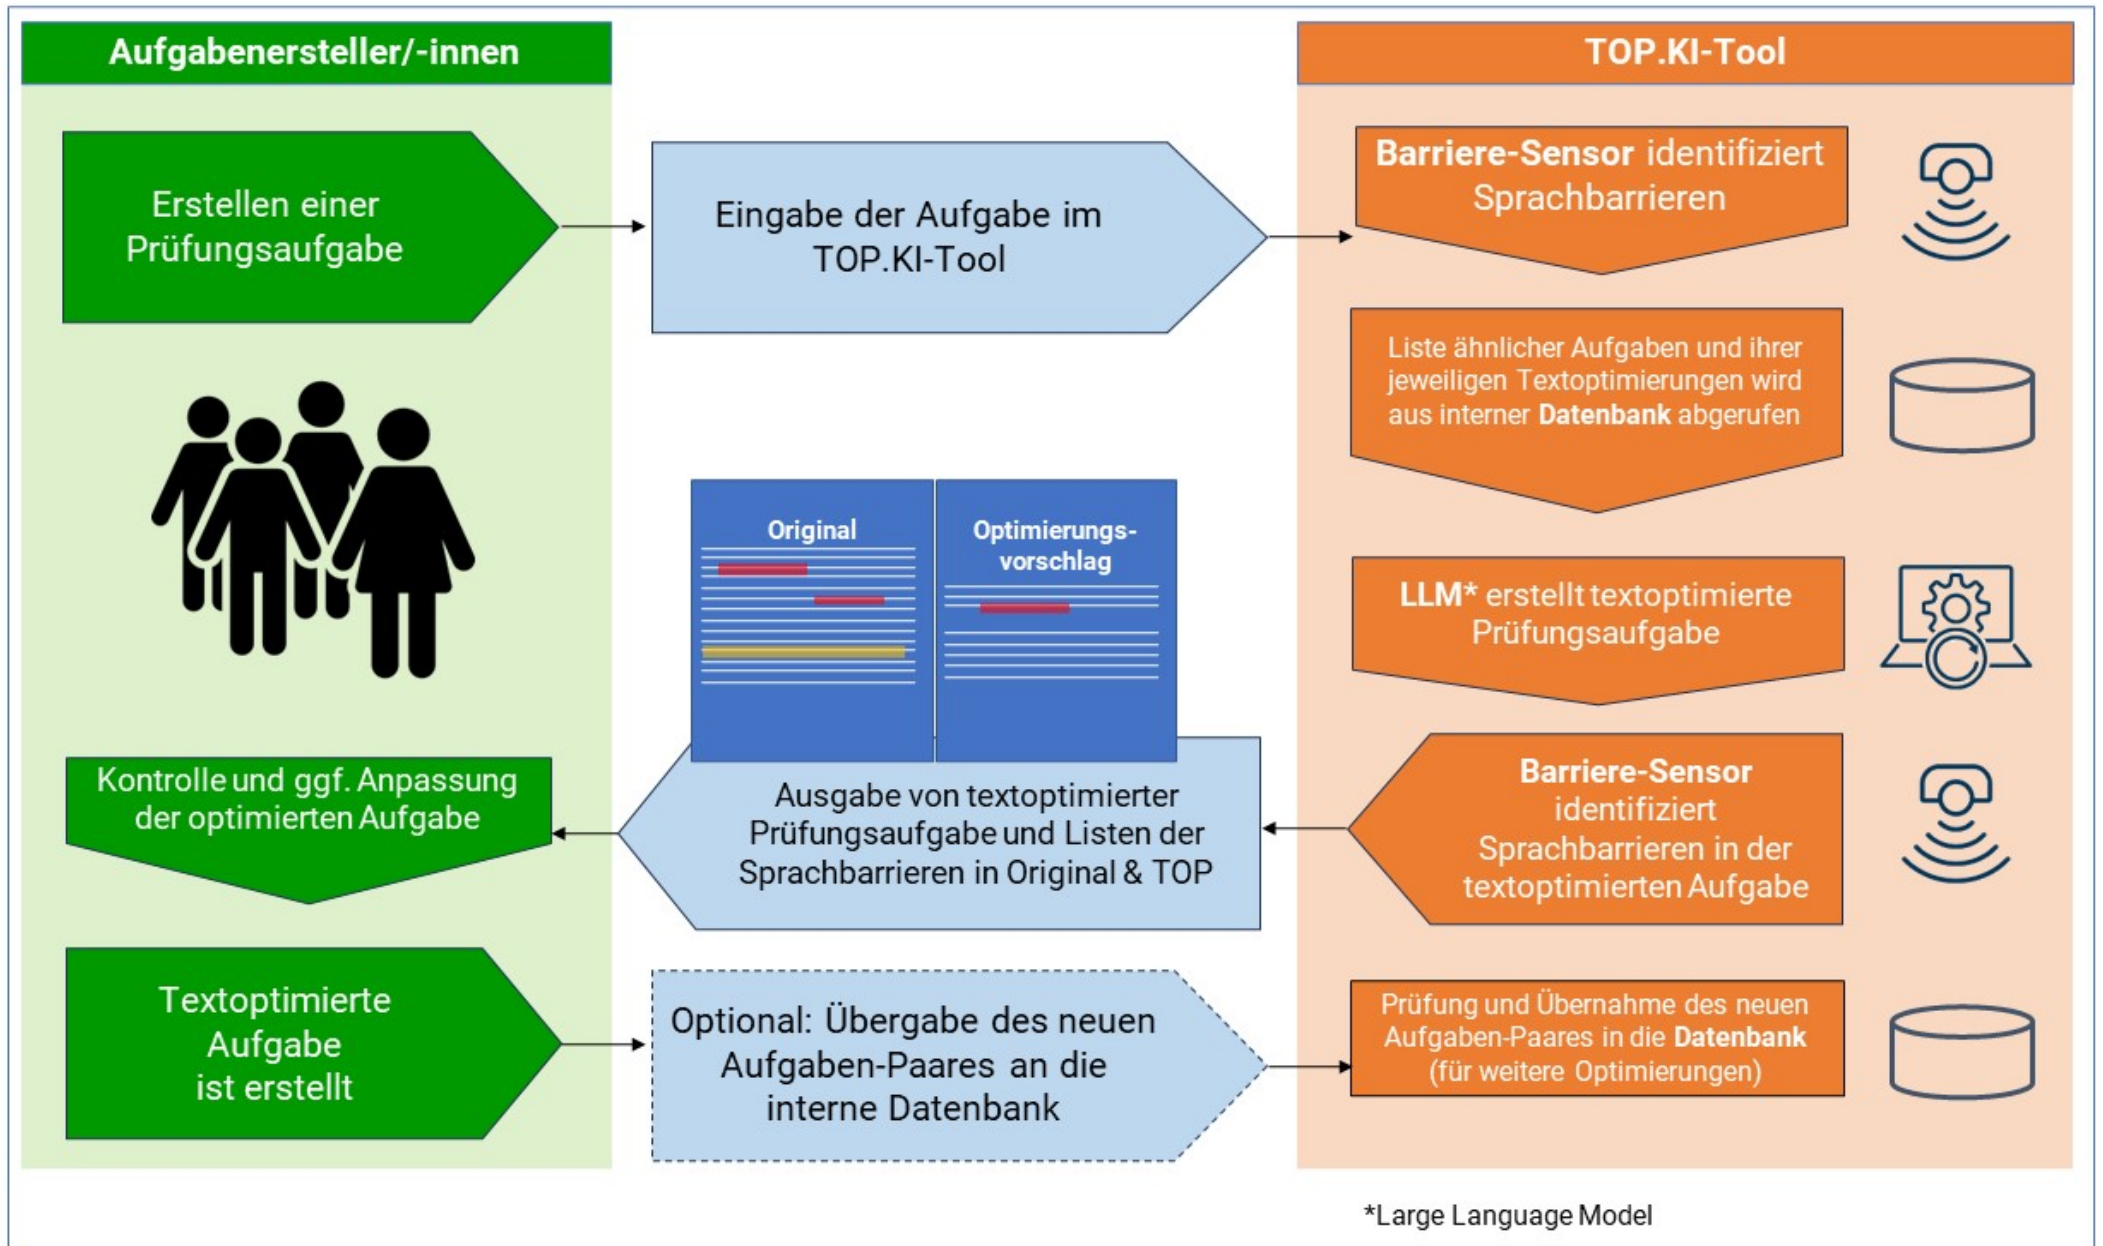 Aufgabenersteller/-innen
TOP.KI-Tool
Erstellen einer
Prüfungsaufgabe
Eingabe der Aufgabe im
TOP.KI-Tool
Barriere-Sensor identifiziert
Sprachbarrieren
Liste ähnlicher Aufgaben und ihrer
jeweiligen Textoptimierungen wird
aus interner Datenbank abgerufen
LLM* erstellt textoptimierte
Prüfungsaufgabe
Barriere-Sensor
identifiziert
Sprachbarrieren in der
textoptimierten Aufgabe
Original
Optimierungs-
vorschlag
Ausgabe von textoptimierter
Prüfungsaufgabe und Listen der
Sprachbarrieren in Original & TOP
Kontrolle und ggf. Anpassung
der optimierten Aufgabe
Textoptimierte
Aufgabe
ist erstellt
Optional: Übergabe des neuen
Aufgaben-Paares an die
interne Datenbank
Prüfung und Übernahme des neuen
Aufgaben-Paares in die Datenbank
(für weitere Optimierungen)
*Large Language Model